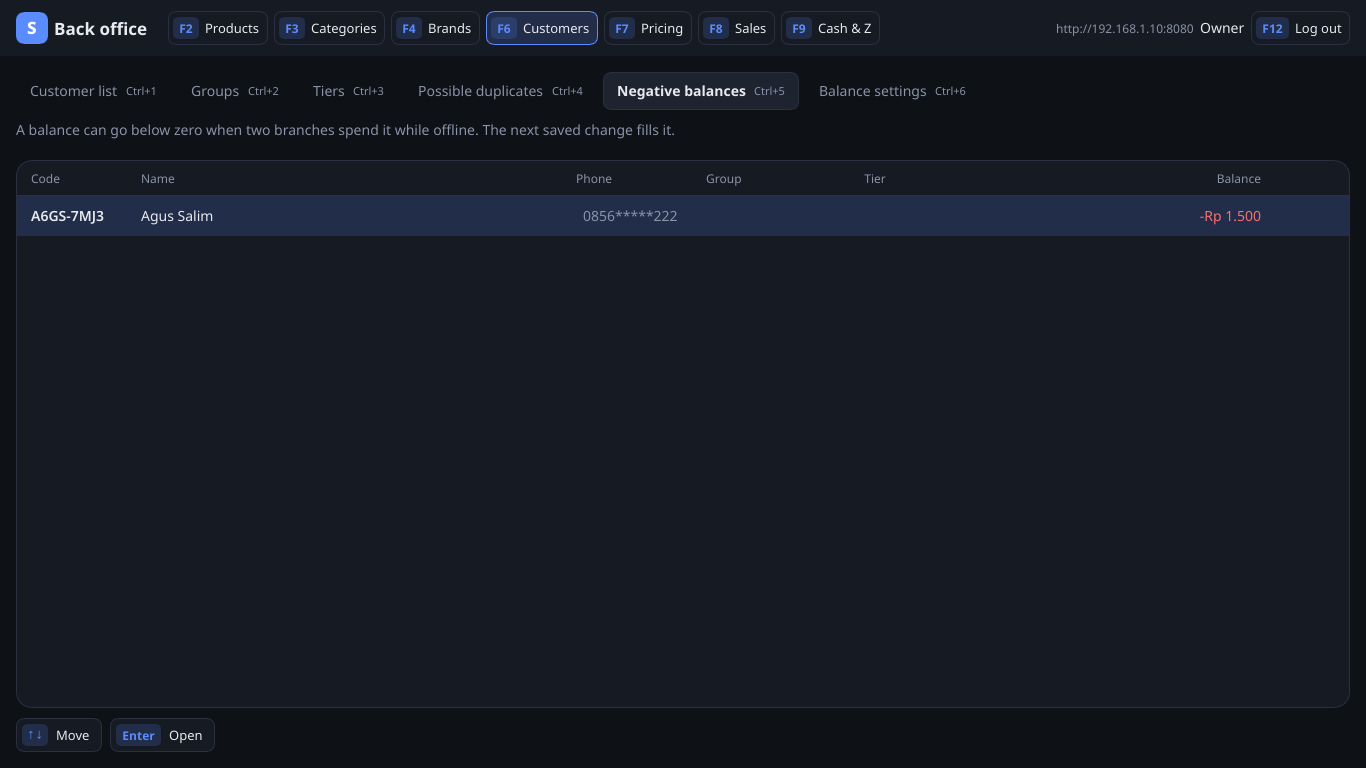 S Back office F2 Products F3 Categories F4 Brands F6 Customers F7 Pricing F8 Sales F9 Cash & Z http://192.168.1.10:8080 Owner F12 Log out
Customer list Ctrl+1 Groups Ctrl+2 Tiers Ctrl+3 Possible duplicates Ctrl+4 Negative balances Ctrl+5 Balance settings Ctrl+6
A balance can go below zero when two branches spend it while offline. The next saved change fills it.
Code Name Phone Group Tier Balance
A6GS-7MJ3 Agus Salim 0856*****222 -Rp 1.500
↑↓ Move Enter Open